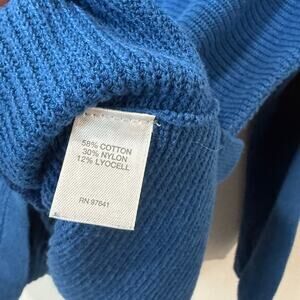 58% COTTON
30% NYLON
12% LYOCELL
RN 97641